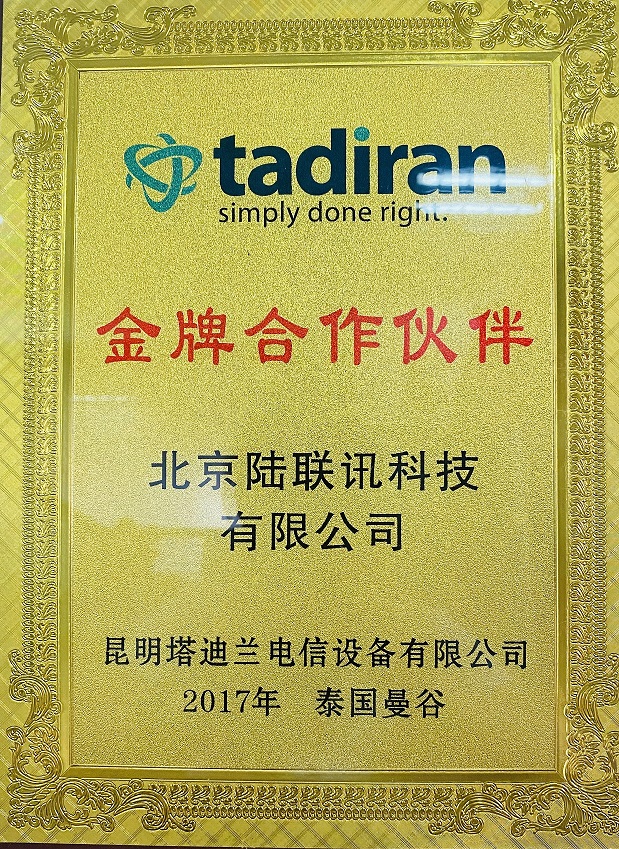 tadiran
simply done right.
金牌合作伙伴
北京陆联讯科技
有限公司
昆明塔迪兰电信设备有限公司
2017年 泰国曼谷